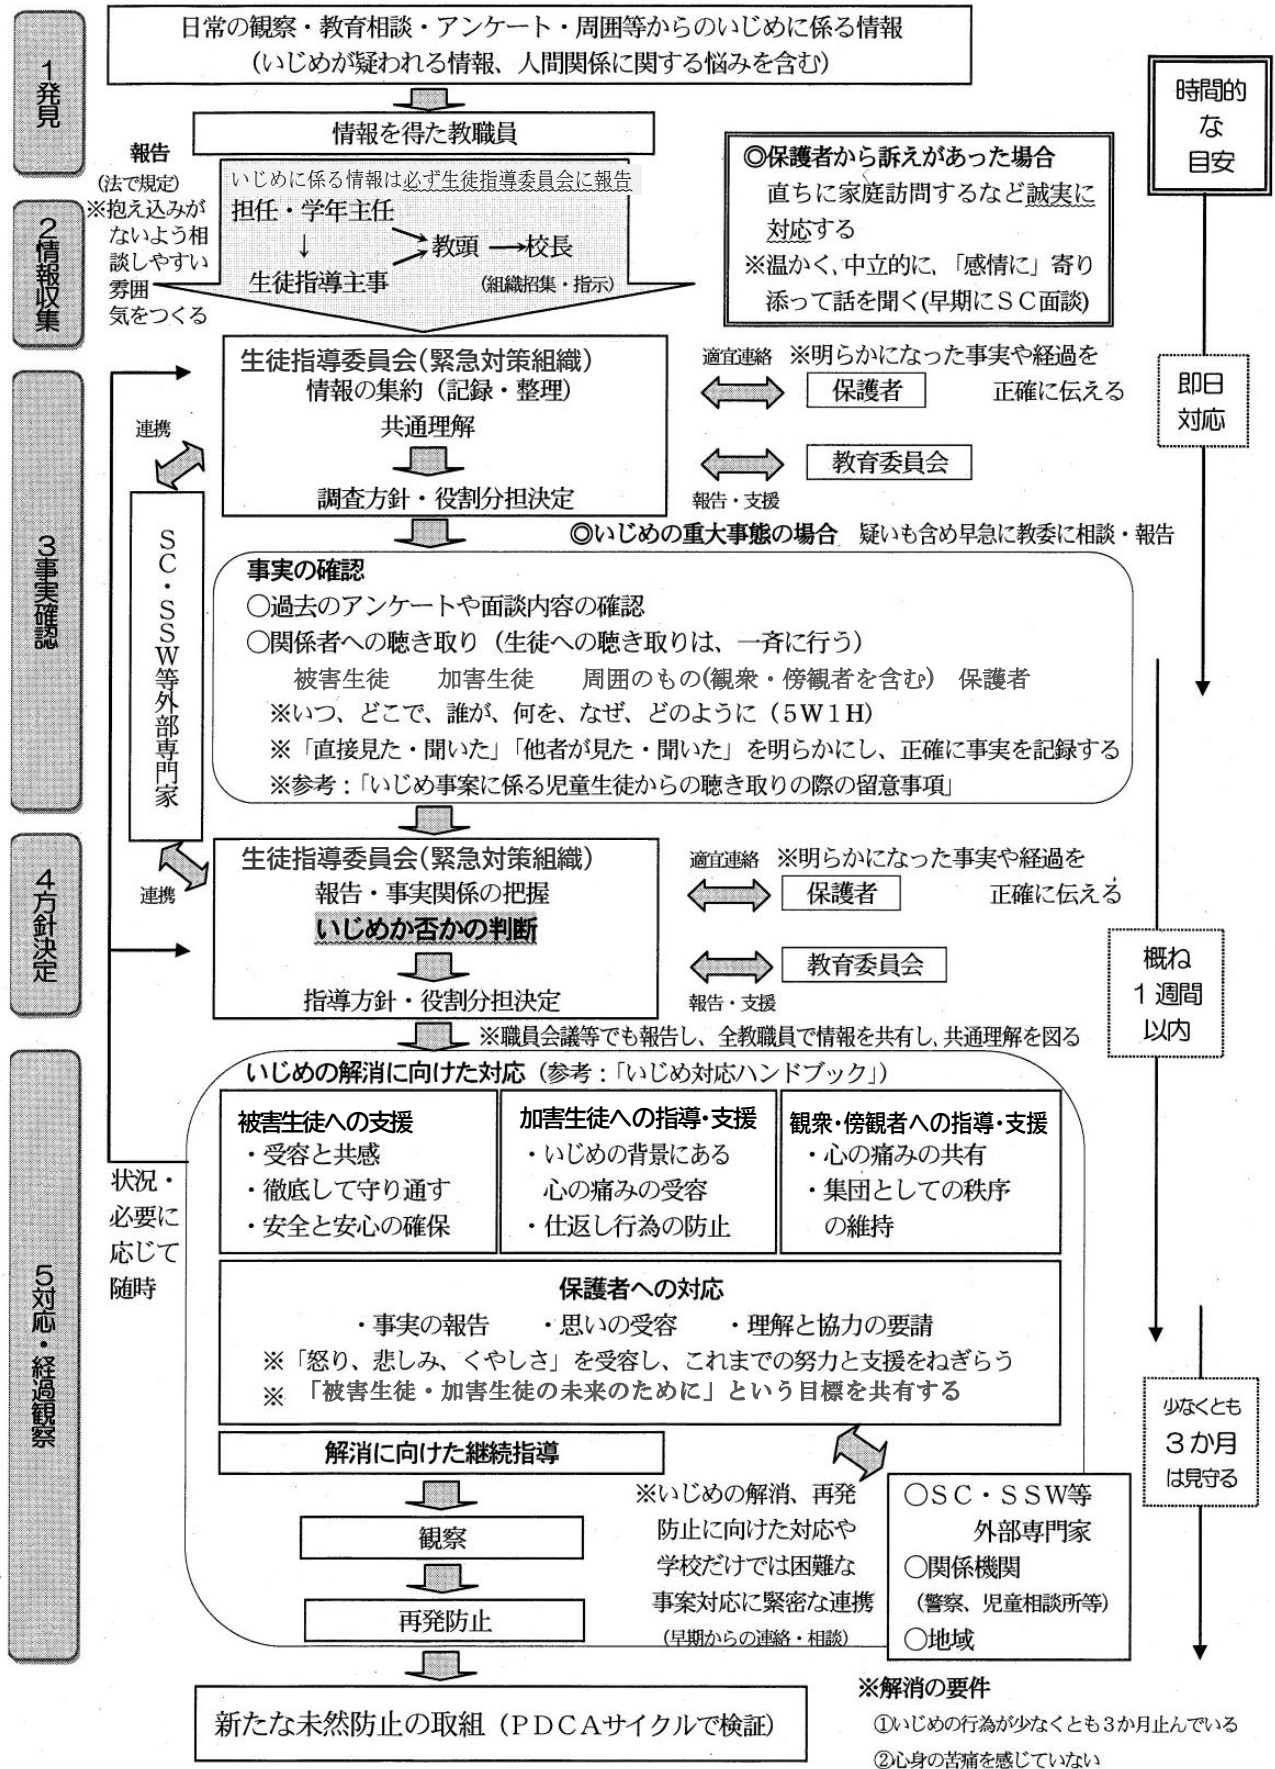 日常の観察・教育相談・アンケート・周囲等からのいじめに係る情報
(いじめが疑われる情報、人間関係に関する悩みを含む)
1発見
時間的
な
目安
情報を得た教職員
報告
(法で規定)
※抱え込みが
ないよう相
談しやすい
雰囲
気をつくる
いじめに係る情報は必ず生徒指導委員会に報告
担任・学年主任
↓
生徒指導主事
教頭
→校長
(組織招集・指示)
◎保護者から訴えがあった場合
直ちに家庭訪問するなど誠実に
対応する
※温かく、中立的に、「感情に」寄り
添って話を聞く(早期にSC面談)
2情報収集
生徒指導委員会(緊急対策組織)
情報の集約(記録・整理)
共通理解
調査方針・役割分担決定
適宜連絡
※明らかになった事実や経過を
正確に伝える
保護者
教育委員会
報告・支援
即日
対応
連携
SC・SSW等外部専門家
3事実確認
◎いじめの重大事態の場合 疑いも含め早急に教委に相談・報告
事実の確認
○過去のアンケートや面談内容の確認
○関係者への聴き取り(生徒への聴き取りは、一斉に行う)
被害生徒 加害生徒 周囲のもの(観衆・傍観者を含む) 保護者
※いつ、どこで、誰が、何を、なぜ、どのように(5W1H)
※「直接見た・聞いた」「他者が見た・聞いた」を明らかにし、正確に事実を記録する
※参考:「いじめ事案に係る児童生徒からの聴き取りの際の留意事項」
4方針決定
連携
生徒指導委員会(緊急対策組織)
報告・事実関係の把握
いじめか否かの判断
指導方針・役割分担決定
適宜連絡
※明らかになった事実や経過を
正確に伝える
保護者
教育委員会
報告・支援
概ね
1週間
以内
※職員会議等でも報告し、全教職員で情報を共有し、共通理解を図る
5対応・経過観察
状況・
必要に
応じて
随時
いじめの解消に向けた対応(参考:「いじめ対応ハンドブック」)
被害生徒への支援
・受容と共感
・徹底して守り通す
・安全と安心の確保
加害生徒への指導・支援
・いじめの背景にある
心の痛みの受容
・仕返し行為の防止
観衆・傍観者への指導・支援
・心の痛みの共有
・集団としての秩序
の維持
保護者への対応
・事実の報告 ・思いの受容 ・理解と協力の要請
※「怒り、悲しみ、くやしさ」を受容し、これまでの努力と支援をねぎらう
※「被害生徒・加害生徒の未来のために」という目標を共有する
少なくとも
3か月
は見守る
解消に向けた継続指導
観察
再発防止
※いじめの解消、再発
防止に向けた対応や
学校だけでは困難な
事案対応に緊密な連携
(早期からの連絡・相談)
○SC・SSW等
外部専門家
○関係機関
(警察、児童相談所等)
○地域
新たな未然防止の取組(PDCAサイクルで検証)
※解消の要件
①いじめの行為が少なくとも3か月止んでいる
②心身の苦痛を感じていない